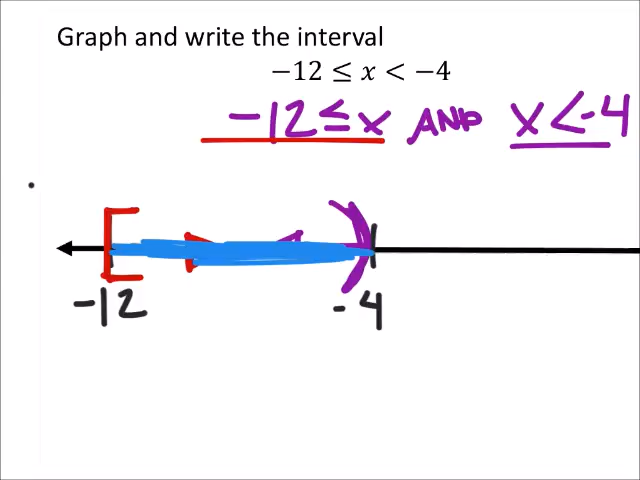 Graph and write the interval
−12 ≤ x < −4
-12 ≤ x AND x < -4
-12 -4